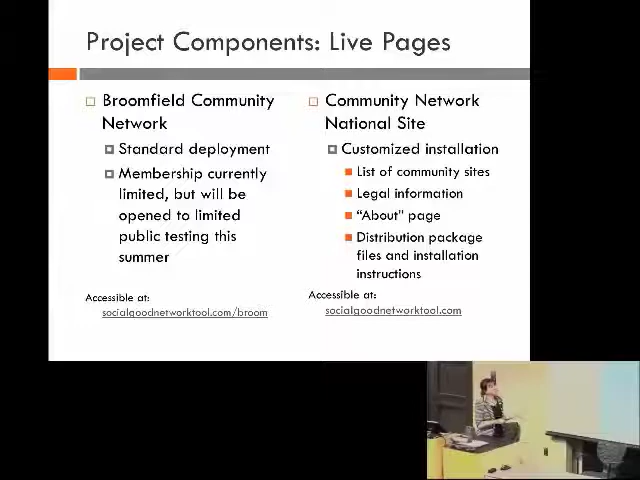 Project Components: Live Pages
Broomfield Community
Network
Standard deployment
Membership currently
limited, but will be
opened to limited
public testing this
summer
Accessible at:
socialgoodnetworktool.com/broom
Community Network
National Site
Customized installation
List of community sites
Legal information
“About” page
Distribution package
files and installation
instructions
Accessible at:
socialgoodnetworktool.com